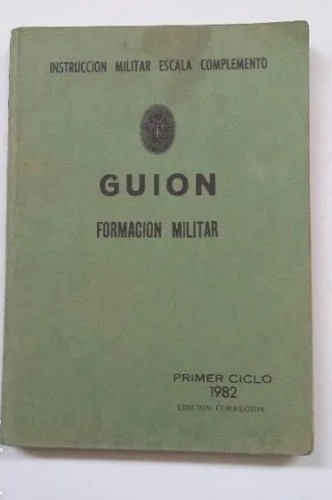 INSTRUCCION MILITAR ESCALA COMPLEMENTO
GUION
FORMACION MILITAR
PRIMER CICLO
1982
EDICION CORREGIDA